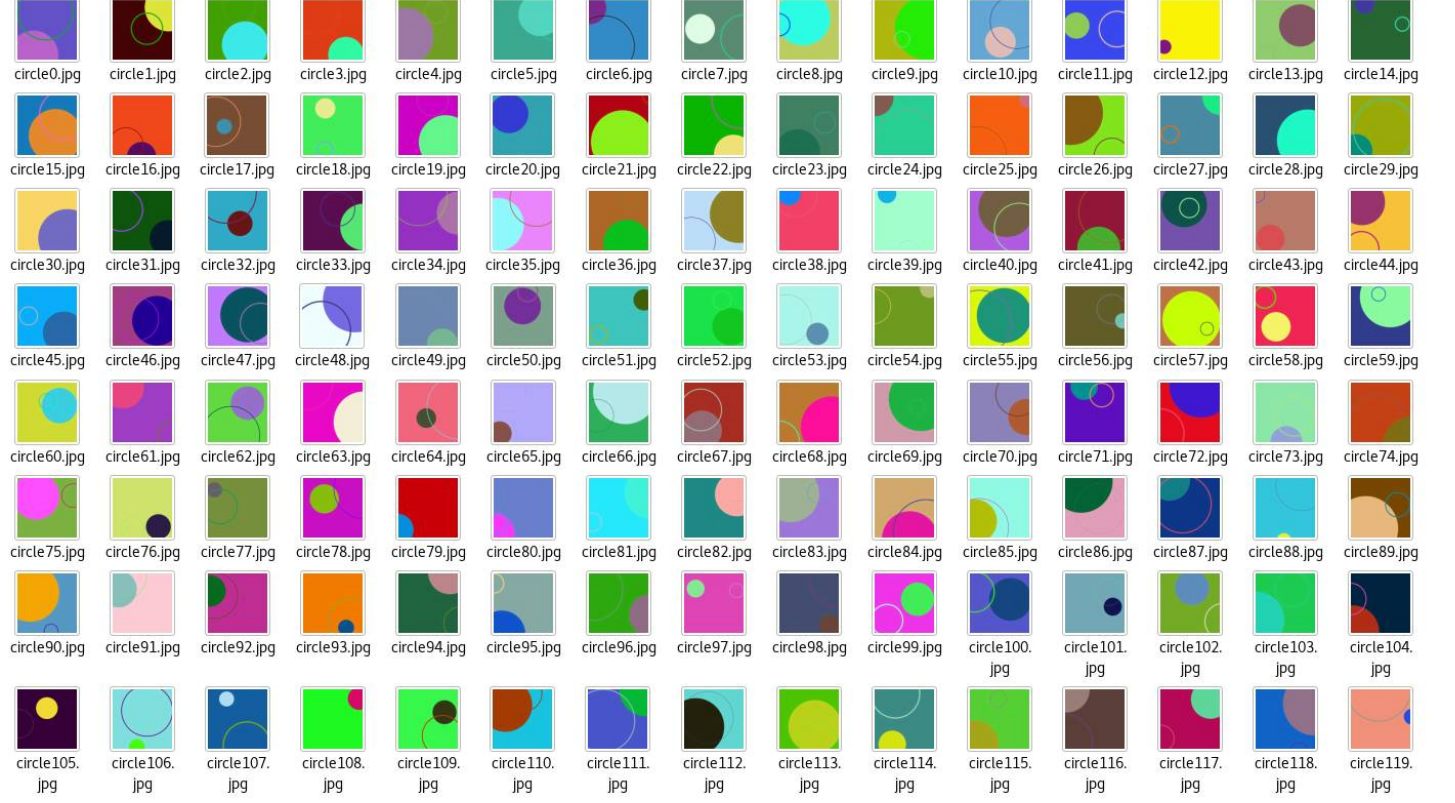 circle0.jpg circle1.jpg circle2.jpg circle3.jpg circle4.jpg circle5.jpg circle6.jpg circle7.jpg circle8.jpg circle9.jpg circle10.jpg circle11.jpg circle12.jpg circle13.jpg circle14.jpg
circle15.jpg circle16.jpg circle17.jpg circle18.jpg circle19.jpg circle20.jpg circle21.jpg circle22.jpg circle23.jpg circle24.jpg circle25.jpg circle26.jpg circle27.jpg circle28.jpg circle29.jpg
circle30.jpg circle31.jpg circle32.jpg circle33.jpg circle34.jpg circle35.jpg circle36.jpg circle37.jpg circle38.jpg circle39.jpg circle40.jpg circle41.jpg circle42.jpg circle43.jpg circle44.jpg
circle45.jpg circle46.jpg circle47.jpg circle48.jpg circle49.jpg circle50.jpg circle51.jpg circle52.jpg circle53.jpg circle54.jpg circle55.jpg circle56.jpg circle57.jpg circle58.jpg circle59.jpg
circle60.jpg circle61.jpg circle62.jpg circle63.jpg circle64.jpg circle65.jpg circle66.jpg circle67.jpg circle68.jpg circle69.jpg circle70.jpg circle71.jpg circle72.jpg circle73.jpg circle74.jpg
circle75.jpg circle76.jpg circle77.jpg circle78.jpg circle79.jpg circle80.jpg circle81.jpg circle82.jpg circle83.jpg circle84.jpg circle85.jpg circle86.jpg circle87.jpg circle88.jpg circle89.jpg
circle90.jpg circle91.jpg circle92.jpg circle93.jpg circle94.jpg circle95.jpg circle96.jpg circle97.jpg circle98.jpg circle99.jpg circle100. circle101. circle102. circle103. circle104.
jpg jpg jpg jpg jpg
circle105. circle106. circle107. circle108. circle109. circle110. circle111. circle112. circle113. circle114. circle115. circle116. circle117. circle118. circle119.
jpg jpg jpg jpg jpg jpg jpg jpg jpg jpg jpg jpg jpg jpg jpg